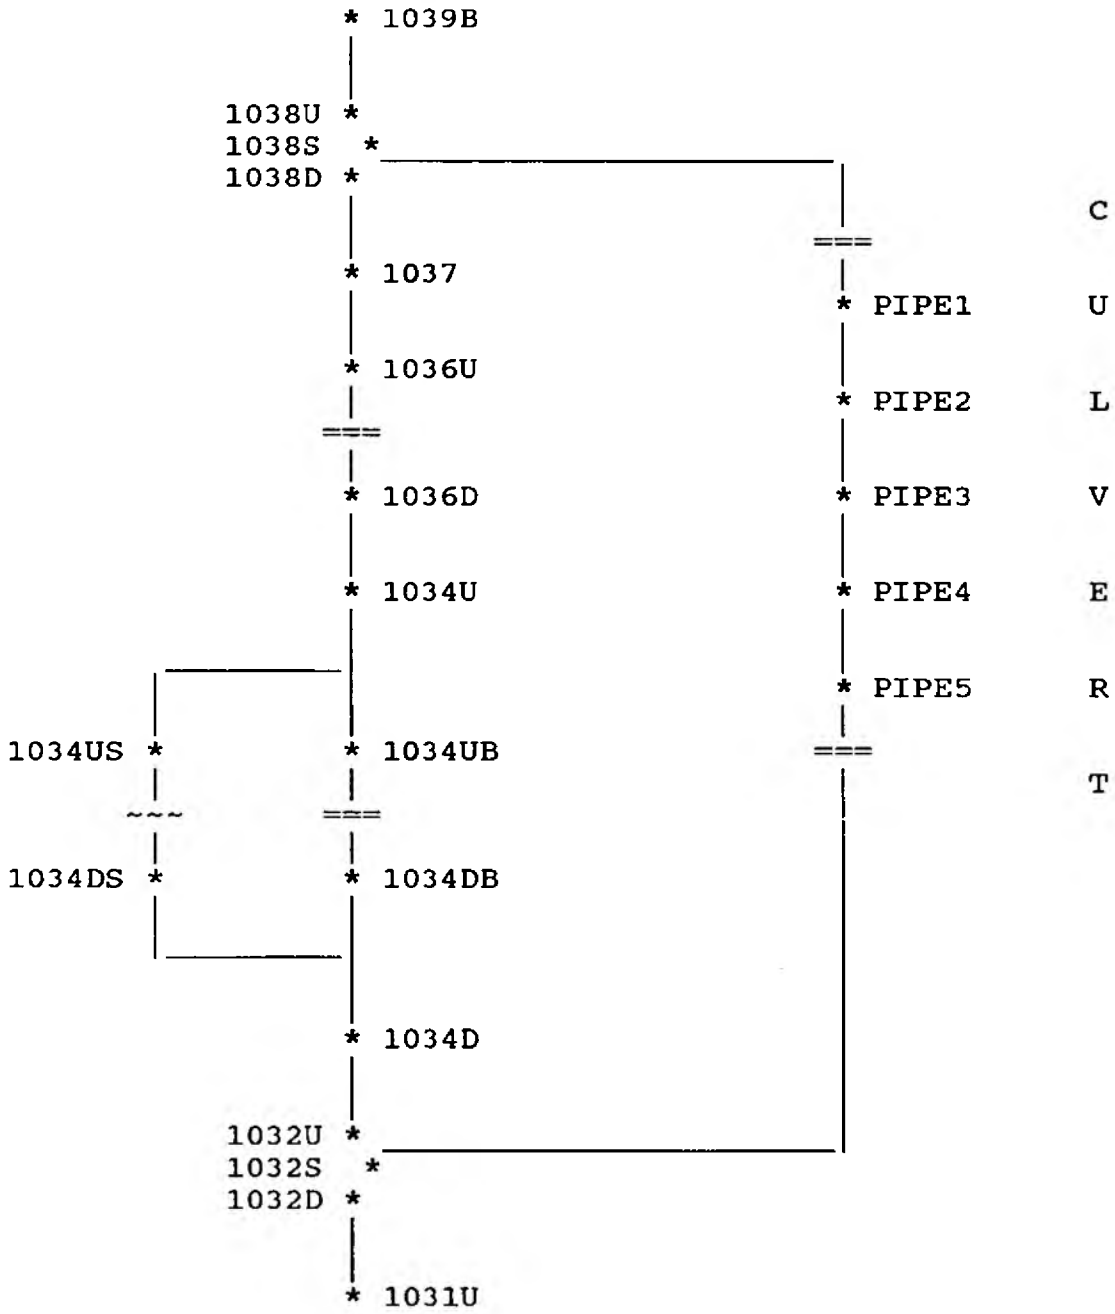 * 1039B
1038U *
1038S *
1038D *
C
===
* 1037
* PIPE1 U
* 1036U
* PIPE2 L
===
* 1036D
* PIPE3 V
* 1034U
* PIPE4 E
* PIPE5 R
1034US *
* 1034UB
===
T
~~~
===
1034DS *
* 1034DB
* 1034D
1032U *
1032S *
1032D *
* 1031U